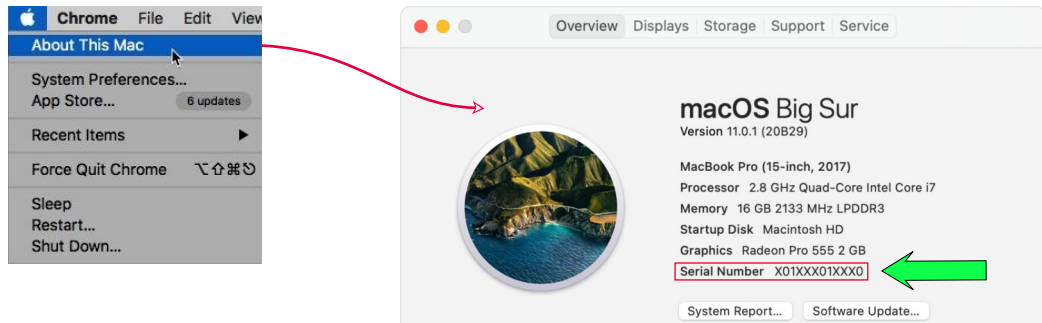 Chrome File Edit View
About This Mac
System Preferences...
App Store... 6 updates
Recent Items
Force Quit Chrome ⌥⇧⌘⎋
Sleep
Restart...
Shut Down...
Overview Displays Storage Support Service
macOS Big Sur
Version 11.0.1 (20B29)
MacBook Pro (15-inch, 2017)
Processor 2.8 GHz Quad-Core Intel Core i7
Memory 16 GB 2133 MHz LPDDR3
Startup Disk Macintosh HD
Graphics Radeon Pro 555 2 GB
Serial Number X01XXX01XXX0
System Report... Software Update...